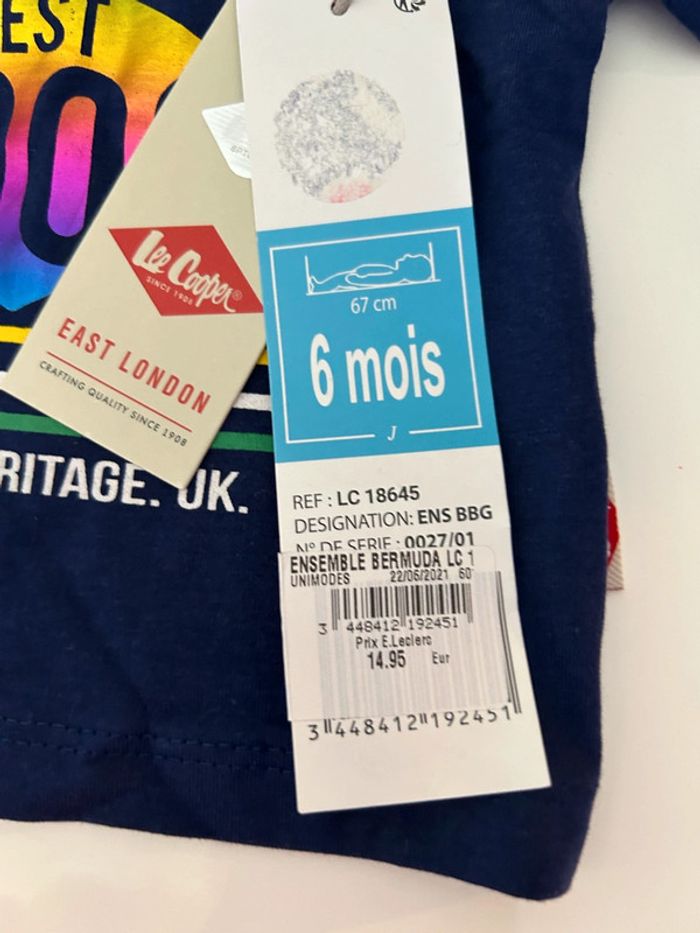 EST
Lee Cooper®
SINCE 1908
EAST LONDON
CRAFTING QUALITY SINCE 1908
RITAGE. UK.
67 cm
6 mois
J
REF : LC 18645
DESIGNATION: ENS BBG
N° DE SERIE : 0027/01
ENSEMBLE BERMUDA LC 1
UNIMODES 22/06/2021 60
3 448412 192451
Prix E.Leclerc
14.95 Eur
3 448412 192451